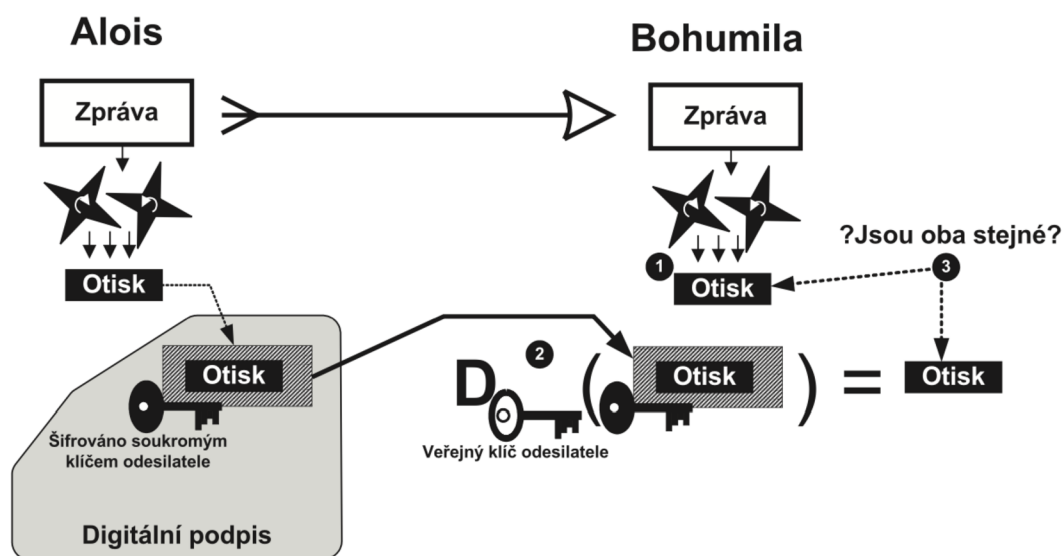 Alois
Bohumila
Zpráva
Zpráva
?Jsou oba stejné?
1
3
Otisk
Otisk
2
Otisk
D
(
Otisk
) =
Otisk
Šifrováno soukromým
klíčem odesilatele
Veřejný klíč odesilatele
Digitální podpis